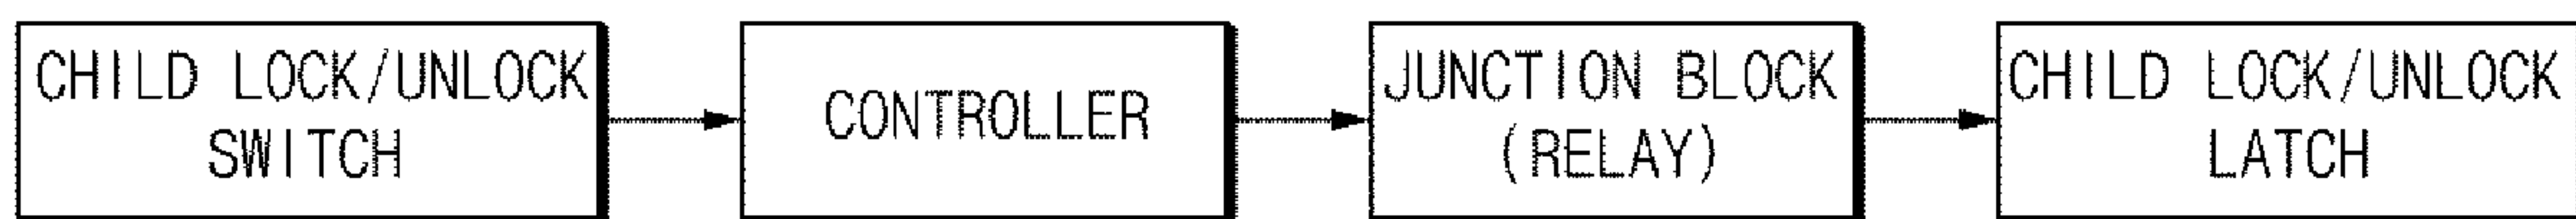 CHILD LOCK/UNLOCK
SWITCH
CONTROLLER
JUNCTION BLOCK
(RELAY)
CHILD LOCK/UNLOCK
LATCH